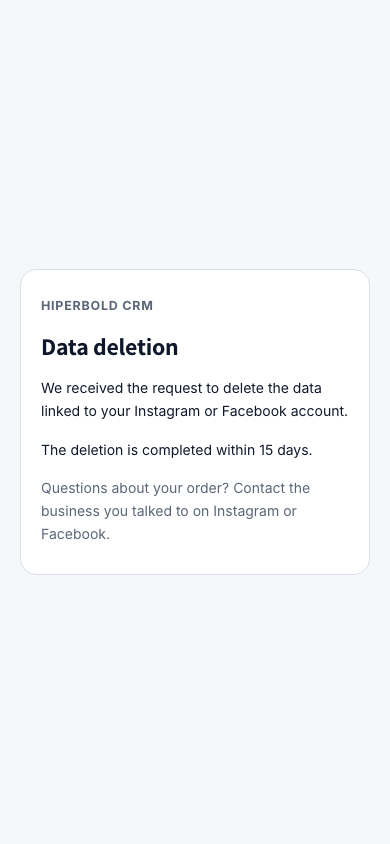 HIPERBOLD CRM
Data deletion
We received the request to delete the data
linked to your Instagram or Facebook account.
The deletion is completed within 15 days.
Questions about your order? Contact the
business you talked to on Instagram or
Facebook.